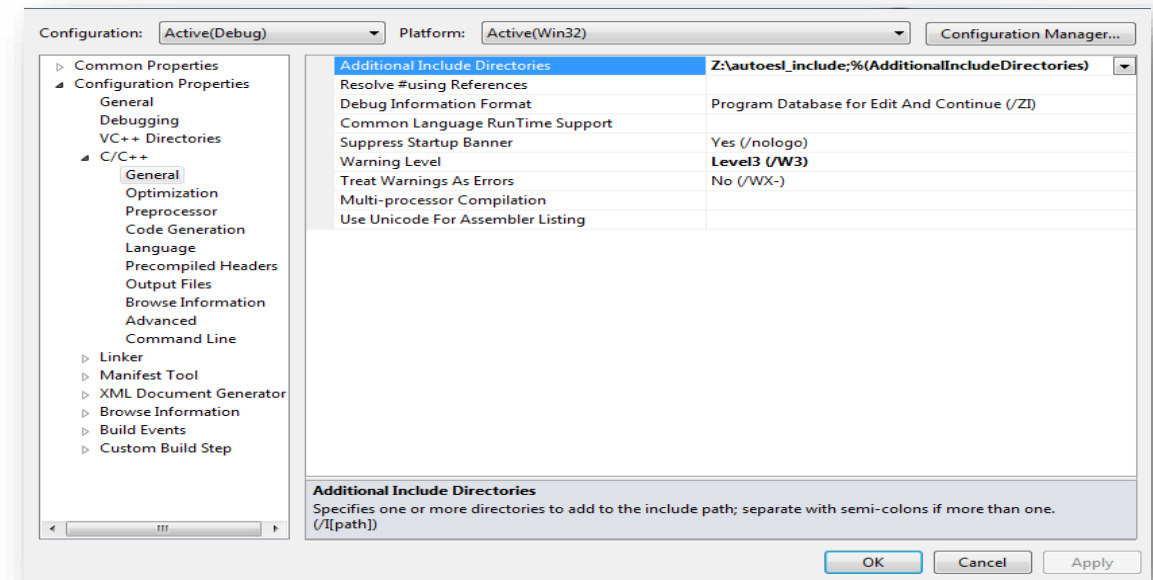 Configuration: Active(Debug) Platform: Active(Win32) Configuration Manager...
Common Properties
Configuration Properties
General
Debugging
VC++ Directories
C/C++
General
Optimization
Preprocessor
Code Generation
Language
Precompiled Headers
Output Files
Browse Information
Advanced
Command Line
Linker
Manifest Tool
XML Document Generator
Browse Information
Build Events
Custom Build Step
Additional Include Directories Z:\autoesl_include;%(AdditionalIncludeDirectories)
Resolve #using References
Debug Information Format Program Database for Edit And Continue (/ZI)
Common Language RunTime Support
Suppress Startup Banner Yes (/nologo)
Warning Level Level3 (/W3)
Treat Warnings As Errors No (/WX-)
Multi-processor Compilation
Use Unicode For Assembler Listing
Additional Include Directories
Specifies one or more directories to add to the include path; separate with semi-colons if more than one.
(/I[path])
OK Cancel Apply